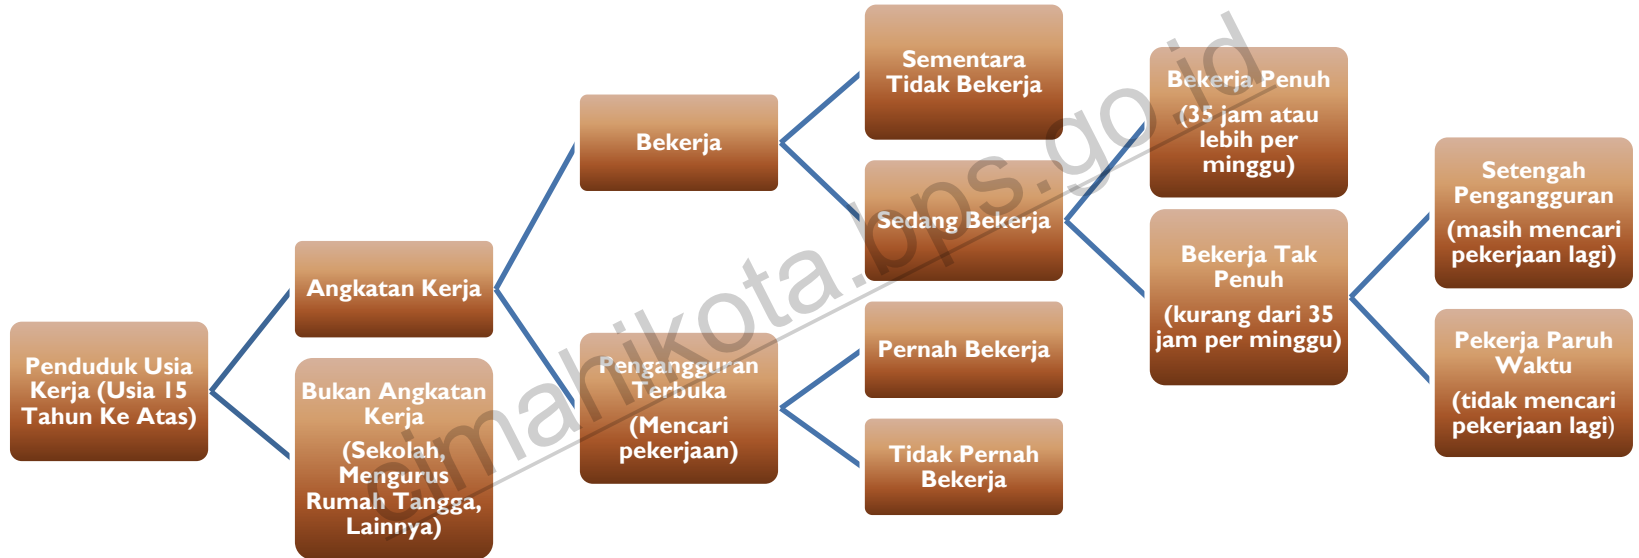 Penduduk Usia
Kerja (Usia 15
Tahun Ke Atas)
Angkatan Kerja
Bukan Angkatan
Kerja
(Sekolah,
Mengurus
Rumah Tangga,
Lainnya)
Bekerja
Pengangguran
Terbuka
(Mencari
pekerjaan)
Sementara
Tidak Bekerja
Sedang Bekerja
Pernah Bekerja
Tidak Pernah
Bekerja
Bekerja Penuh
(35 jam atau
lebih per
minggu)
Bekerja Tak
Penuh
(kurang dari 35
jam per minggu)
Setengah
Pengangguran
(masih mencari
pekerjaan lagi)
Pekerja Paruh
Waktu
(tidak mencari
pekerjaan lagi)
cimahikota.bps.go.id